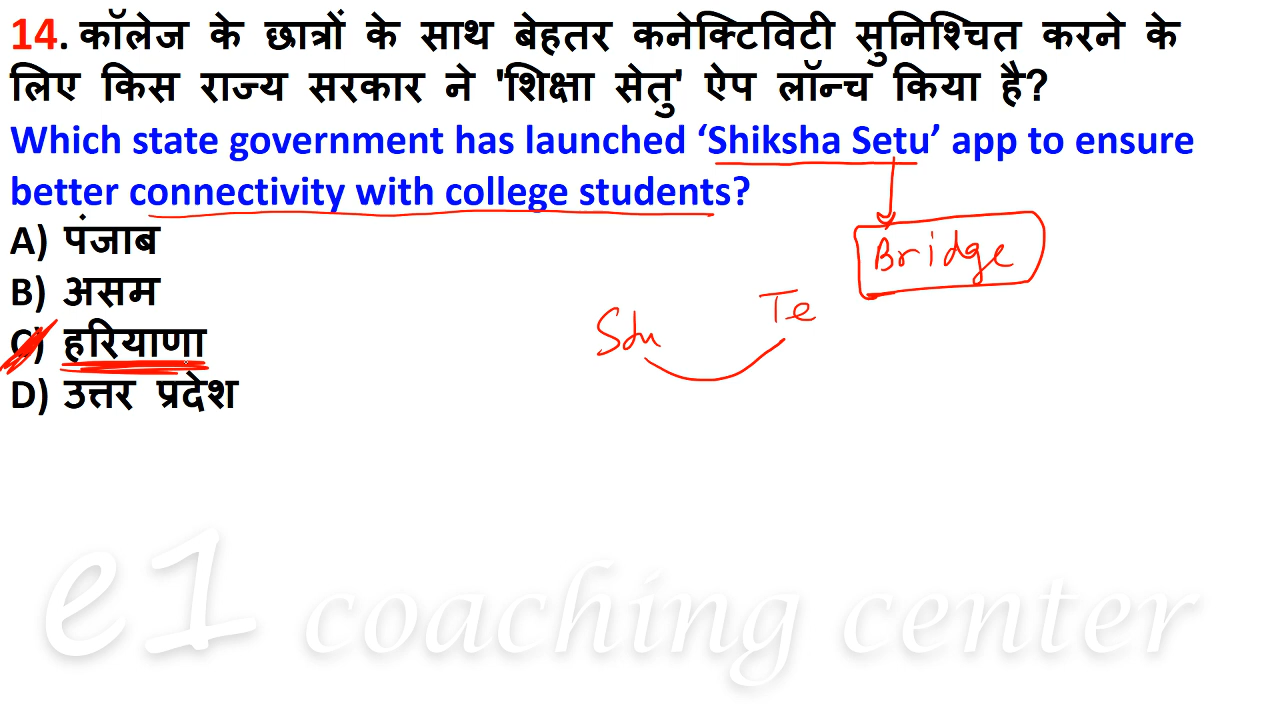 14. कॉलेज के छात्रों के साथ बेहतर कनेक्टिविटी सुनिश्चित करने के
लिए किस राज्य सरकार ने 'शिक्षा सेतु' ऐप लॉन्च किया है?
Which state government has launched ‘Shiksha Setu’ app to ensure
better connectivity with college students?
A) पंजाब
Bridge
B) असम
Stu Te
C) हरियाणा
D) उत्तर प्रदेश
e1 coaching center